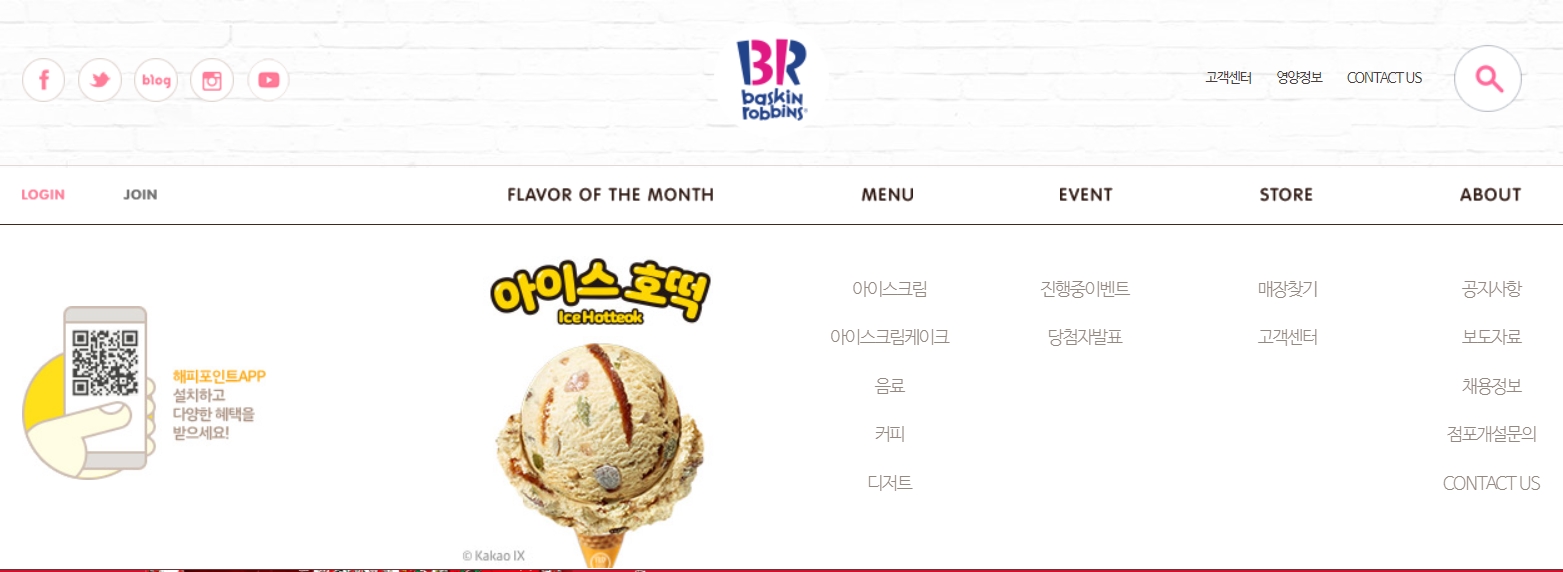 blog
BR
baskin
robbins
고객센터 영양정보 CONTACT US
LOGIN JOIN FLAVOR OF THE MONTH MENU EVENT STORE ABOUT
해피포인트APP
설치하고
다양한 혜택을
받으세요!
아이스 호떡
Ice Hotteok
© Kakao IX
아이스크림
아이스크림케이크
음료
커피
디저트
진행중이벤트
당첨자발표
매장찾기
고객센터
공지사항
보도자료
채용정보
점포개설문의
CONTACT US